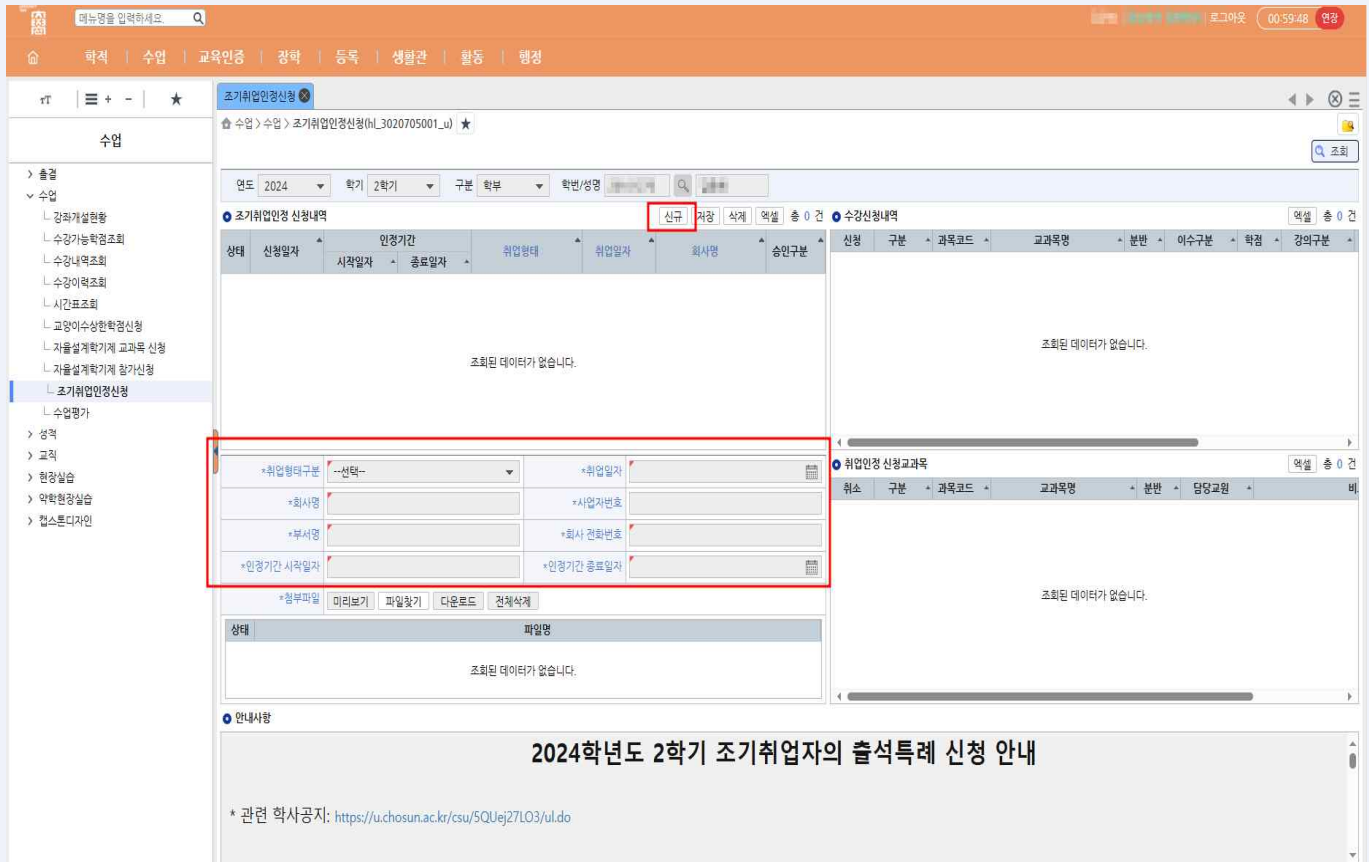 메뉴명을 입력하세요.
로그아웃 00:59:48 연장
학적 | 수업 | 교육인증 | 장학 | 등록 | 생활관 | 활동 | 행정
조기취업인정신청
수업 > 수업 > 조기취업인정신청(hl_3020705001_u)
조회
수업
출결
수업
강좌개설현황
수강가능학점조회
수강내역조회
수강이력조회
시간표조회
교양이수상한학점신청
자율설계학기제 교과목 신청
자율설계학기제 참가신청
조기취업인정신청
수업평가
성적
교직
현장실습
약학현장실습
캡스톤디자인
연도 2024 학기 2학기 구분 학부 학번/성명
조기취업인정 신청내역 신규 저장 삭제 엑셀 총 0 건
상태 신청일자 인정기간 취업형태 취업일자 회사명 승인구분
시작일자 종료일자
조회된 데이터가 없습니다.
*취업형태구분 --선택-- *취업일자
*회사명 *사업자번호
*부서명 *회사 전화번호
*인정기간 시작일자 *인정기간 종료일자
*첨부파일 미리보기 파일찾기 다운로드 전체삭제
상태 파일명
조회된 데이터가 없습니다.
수강신청내역 엑셀 총 0 건
신청 구분 과목코드 교과목명 분반 이수구분 학점 강의구분
조회된 데이터가 없습니다.
취업인정 신청교과목 엑셀 총 0 건
취소 구분 과목코드 교과목명 분반 담당교원 비
조회된 데이터가 없습니다.
안내사항
2024학년도 2학기 조기취업자의 출석특례 신청 안내
* 관련 학사공지: https://u.chosun.ac.kr/csu/5QUej27LO3/ul.do